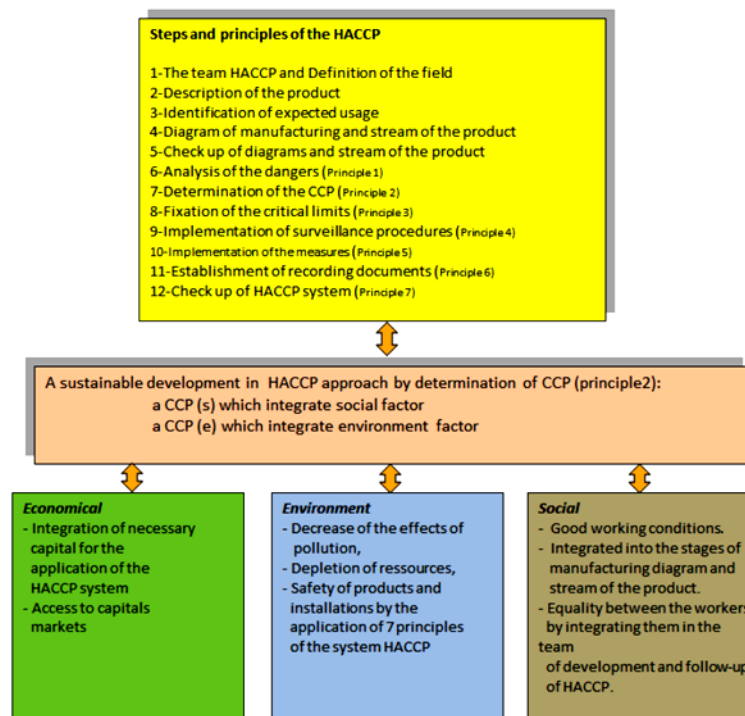 Steps and principles of the HACCP
1-The team HACCP and Definition of the field
2-Description of the product
3-Identification of expected usage
4-Diagram of manufacturing and stream of the product
5-Check up of diagrams and stream of the product
6-Analysis of the dangers (Principle 1)
7-Determination of the CCP (Principle 2)
8-Fixation of the critical limits (Principle 3)
9-Implementation of surveillance procedures (Principle 4)
10-Implementation of the measures (Principle 5)
11-Establishment of recording documents (Principle 6)
12-Check up of HACCP system (Principle 7)
A sustainable development in HACCP approach by determination of CCP (principle2):
a CCP (s) which integrate social factor
a CCP (e) which integrate environment factor
Economical
- Integration of necessary
capital for the
application of the
HACCP system
- Access to capitals
markets
Environment
- Decrease of the effects of
pollution,
- Depletion of ressources,
- Safety of products and
installations by the
application of 7 principles
of the system HACCP
Social
- Good working conditions.
- Integrated into the stages of
manufacturing diagram and
stream of the product.
- Equality between the workers
by integrating them in the
team
of development and follow-up
of HACCP.